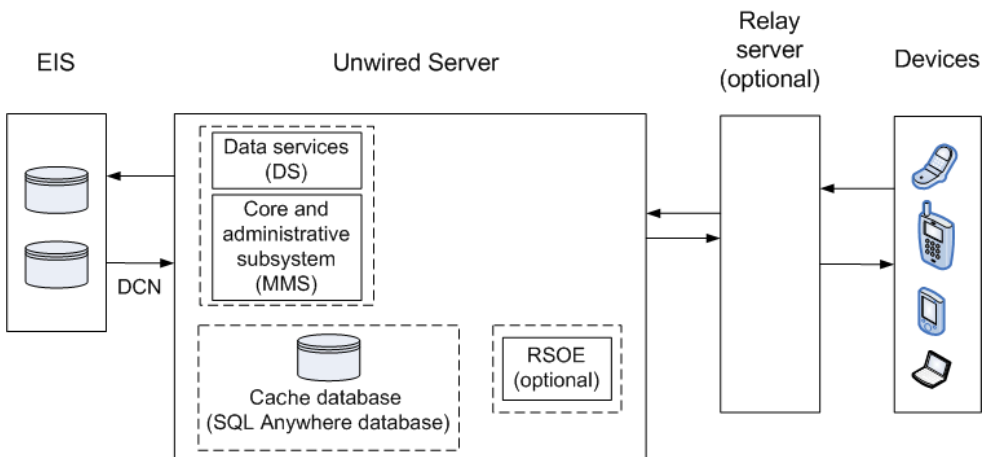 EIS
Unwired Server
Relay
server
(optional)
Devices
Data services
(DS)
Core and
administrative
subsystem
(MMS)
DCN
Cache database
(SQL Anywhere database)
RSOE
(optional)